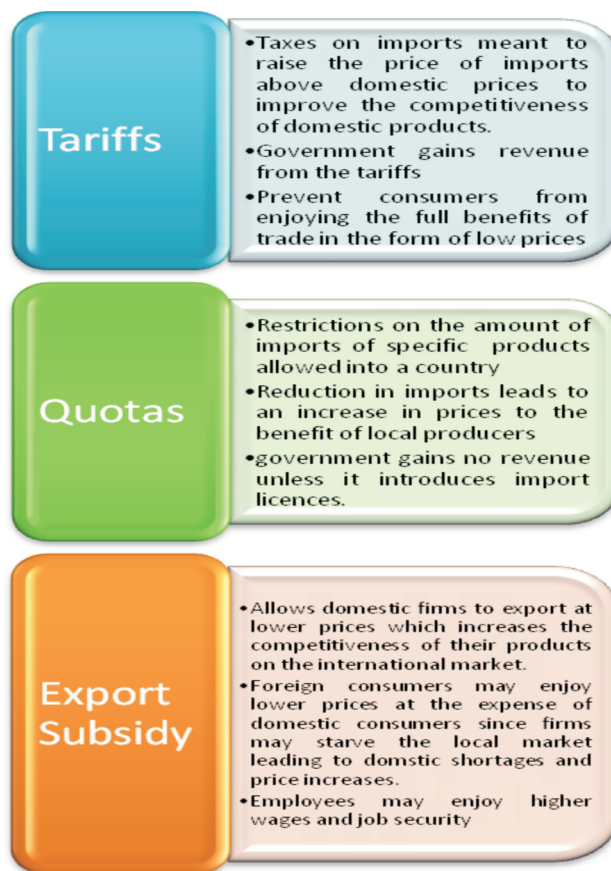 Tariffs
•Taxes on imports meant to
raise the price of imports
above domestic prices to
improve the competitiveness
of domestic products.
•Government gains revenue
from the tariffs
•Prevent consumers from
enjoying the full benefits of
trade in the form of low prices
Quotas
•Restrictions on the amount of
imports of specific products
allowed into a country
•Reduction in imports leads to
an increase in prices to the
benefit of local producers
•government gains no revenue
unless it introduces import
licences.
Export
Subsidy
•Allows domestic firms to export at
lower prices which increases the
competitiveness of their products
on the international market.
•Foreign consumers may enjoy
lower prices at the expense of
domestic consumers since firms
may starve the local market
leading to domstic shortages and
price increases.
•Employees may enjoy higher
wages and job security